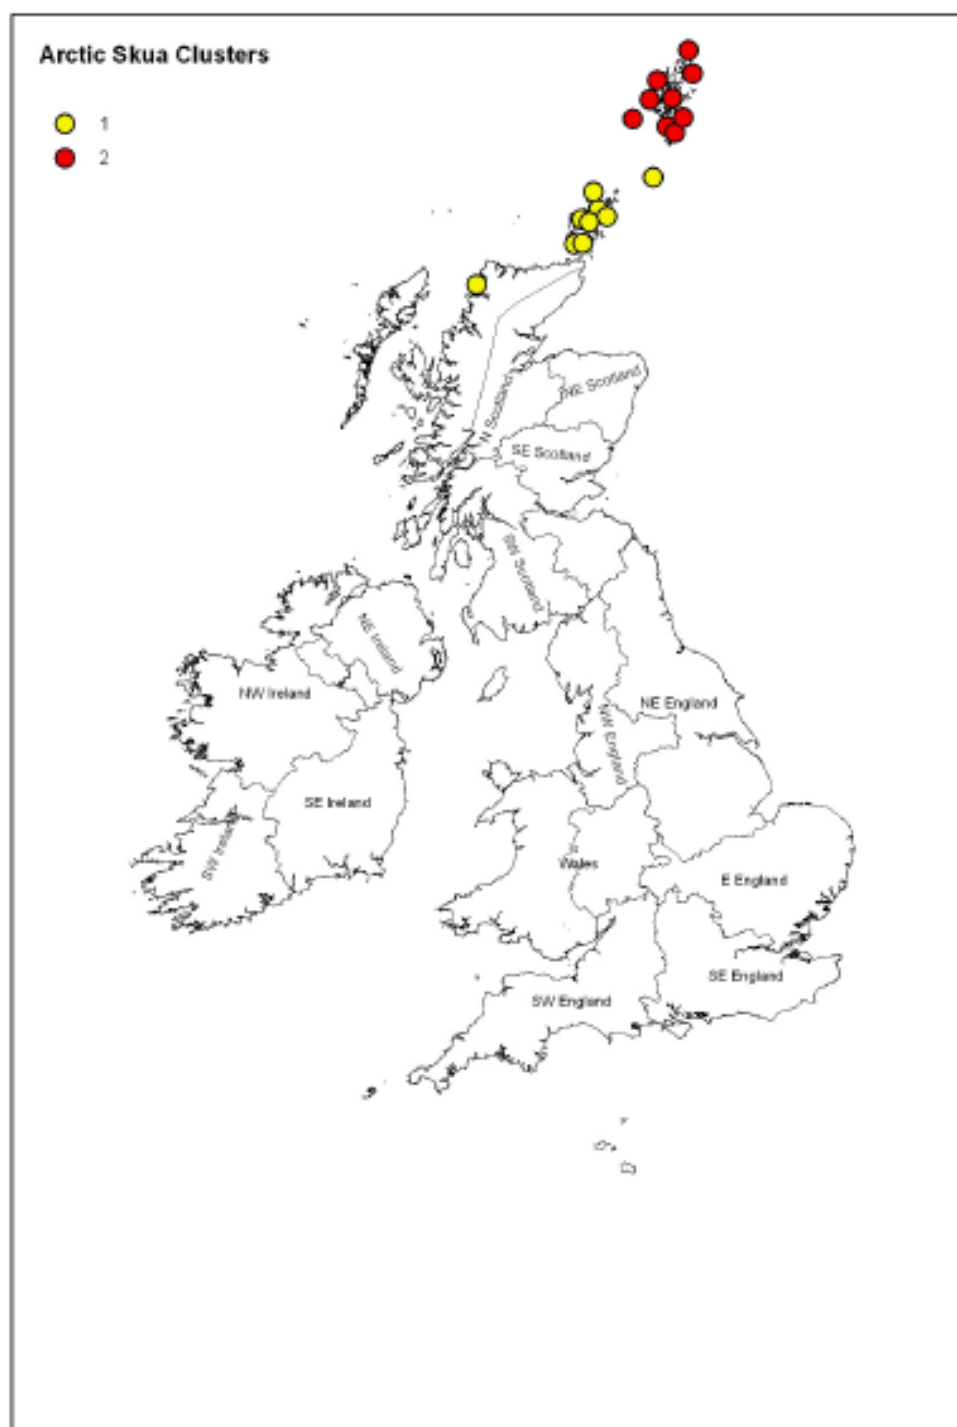 Arctic Skua Clusters
1
2
NE Scotland
N Scotland
SE Scotland
SW Scotland
NE Ireland
NW Ireland
NE England
NW England
SE Ireland
SW Ireland
Wales
E England
SE England
SW England